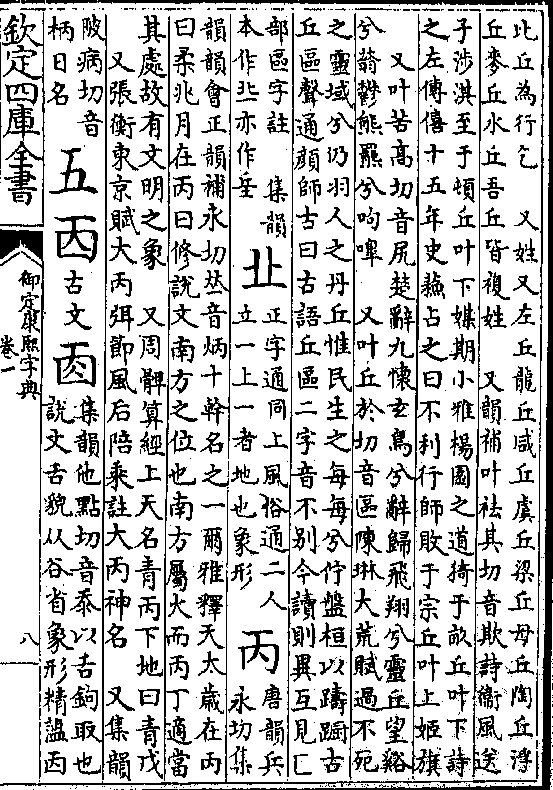 比丘為行乞　又姓又左丘龍丘咸丘虞丘梁丘母丘陶丘浮
丘麥丘水丘吾丘皆複姓　又韻補叶祛其切音欺詩衞風送
子涉淇至于頓丘叶下媒期小雅楊園之道猗于畝丘叶下詩
之左傳僖十五年史蘇占之曰不利行師敗于宗丘叶上姬旗
又叶苦高切音尻楚辭九懷玄鳥兮辭歸飛翔兮靈丘望谿
兮蓊鬱熊羆兮呴嘷　又叶丘於切音區陳琳大荒賦過不死
之靈域兮仍羽人之丹丘惟民生之每每兮佇盤桓以躊躕古
丘區聲通顔師古曰古語丘區二字音不别今讀則異互見匚
部區字註　集韻本作丠亦作𡊣
㐀正字通同上風俗通二人立一上一者地也象形
丙唐韻兵永切集
韻韻會正韻補永切𠀤音炳十幹名之一爾雅釋天太歲在丙
曰柔兆月在丙曰修說文南方之位也南方屬火而丙丁適當
其處故有文明之象　又周髀算經上天名青丙下地曰青戊
又張衡東京賦大丙弭節風后陪乘註大丙神名　又集韻
陂病切音柄日名
五𠀬古文㐁集韻他點切音忝以舌鉤取也說文舌貌从谷省象形精藴㐁
欽定四庫全書
御定康熙字典
卷一
八